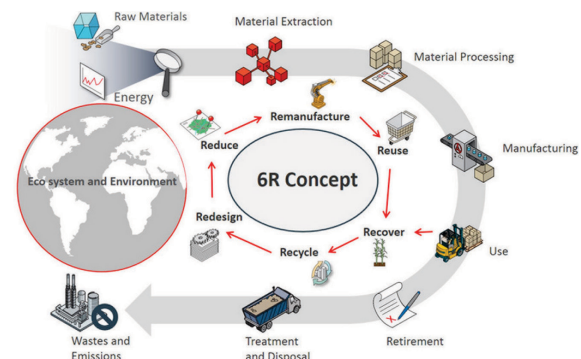 Raw Materials
Material Extraction
Material Processing
Energy
Remanufacture
Reduce
Reuse
Manufacturing
Eco system and Environment
6R Concept
Redesign
Recover
Recycle
Use
Wastes and
Emissions
Treatment
and Disposal
Retirement